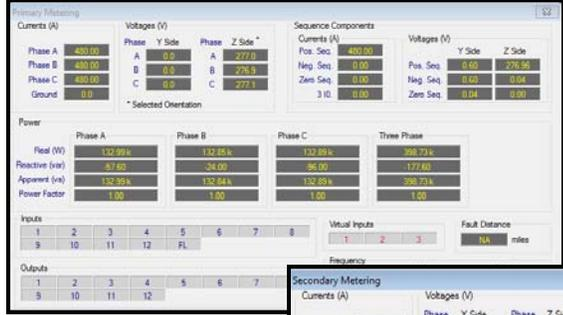 Primary Metering
Currents (A)
Phase A 480.00
Phase B 480.00
Phase C 480.00
Ground 0.0
Voltages (V)
Phase Y Side Phase Z Side *
A 0.0 A 277.0
B 0.0 B 276.9
C 0.0 C 277.1
* Selected Orientation
Sequence Components
Currents (A)
Pos. Seq. 480.00
Neg. Seq. 0.00
Zero Seq. 0.00
3 I0. 0.00
Voltages (V)
Y Side Z Side
Pos. Seq. 0.60 276.96
Neg. Seq. 0.60 0.04
Zero Seq. 0.04 0.00
Power
Phase A Phase B Phase C Three Phase
Real (W) 132.99 k 132.85 k 132.89 k 398.73 k
Reactive (var) -57.60 -24.00 -96.00 -177.60
Apparent (va) 132.99 k 132.84 k 132.89 k 398.73 k
Power Factor 1.00 1.00 1.00 1.00
Inputs
1 2 3 4 5 6 7 8
9 10 11 12 FL
Virtual Inputs
1 2 3
Fault Distance
NA miles
Outputs
1 2 3 4 5 6 7
9 10 11 12
Frequency
Secondary Metering
Currents (A) Voltages (V)
Phase Y Side Phase